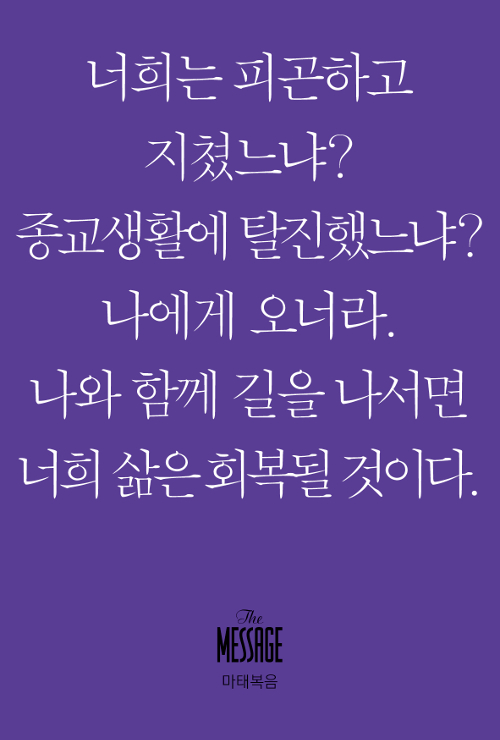 너희는 피곤하고
지쳤느냐?
종교생활에 탈진했느냐?
나에게 오너라.
나와 함께 길을 나서면
너희 삶은 회복될 것이다.
The
MESSAGE
마태복음